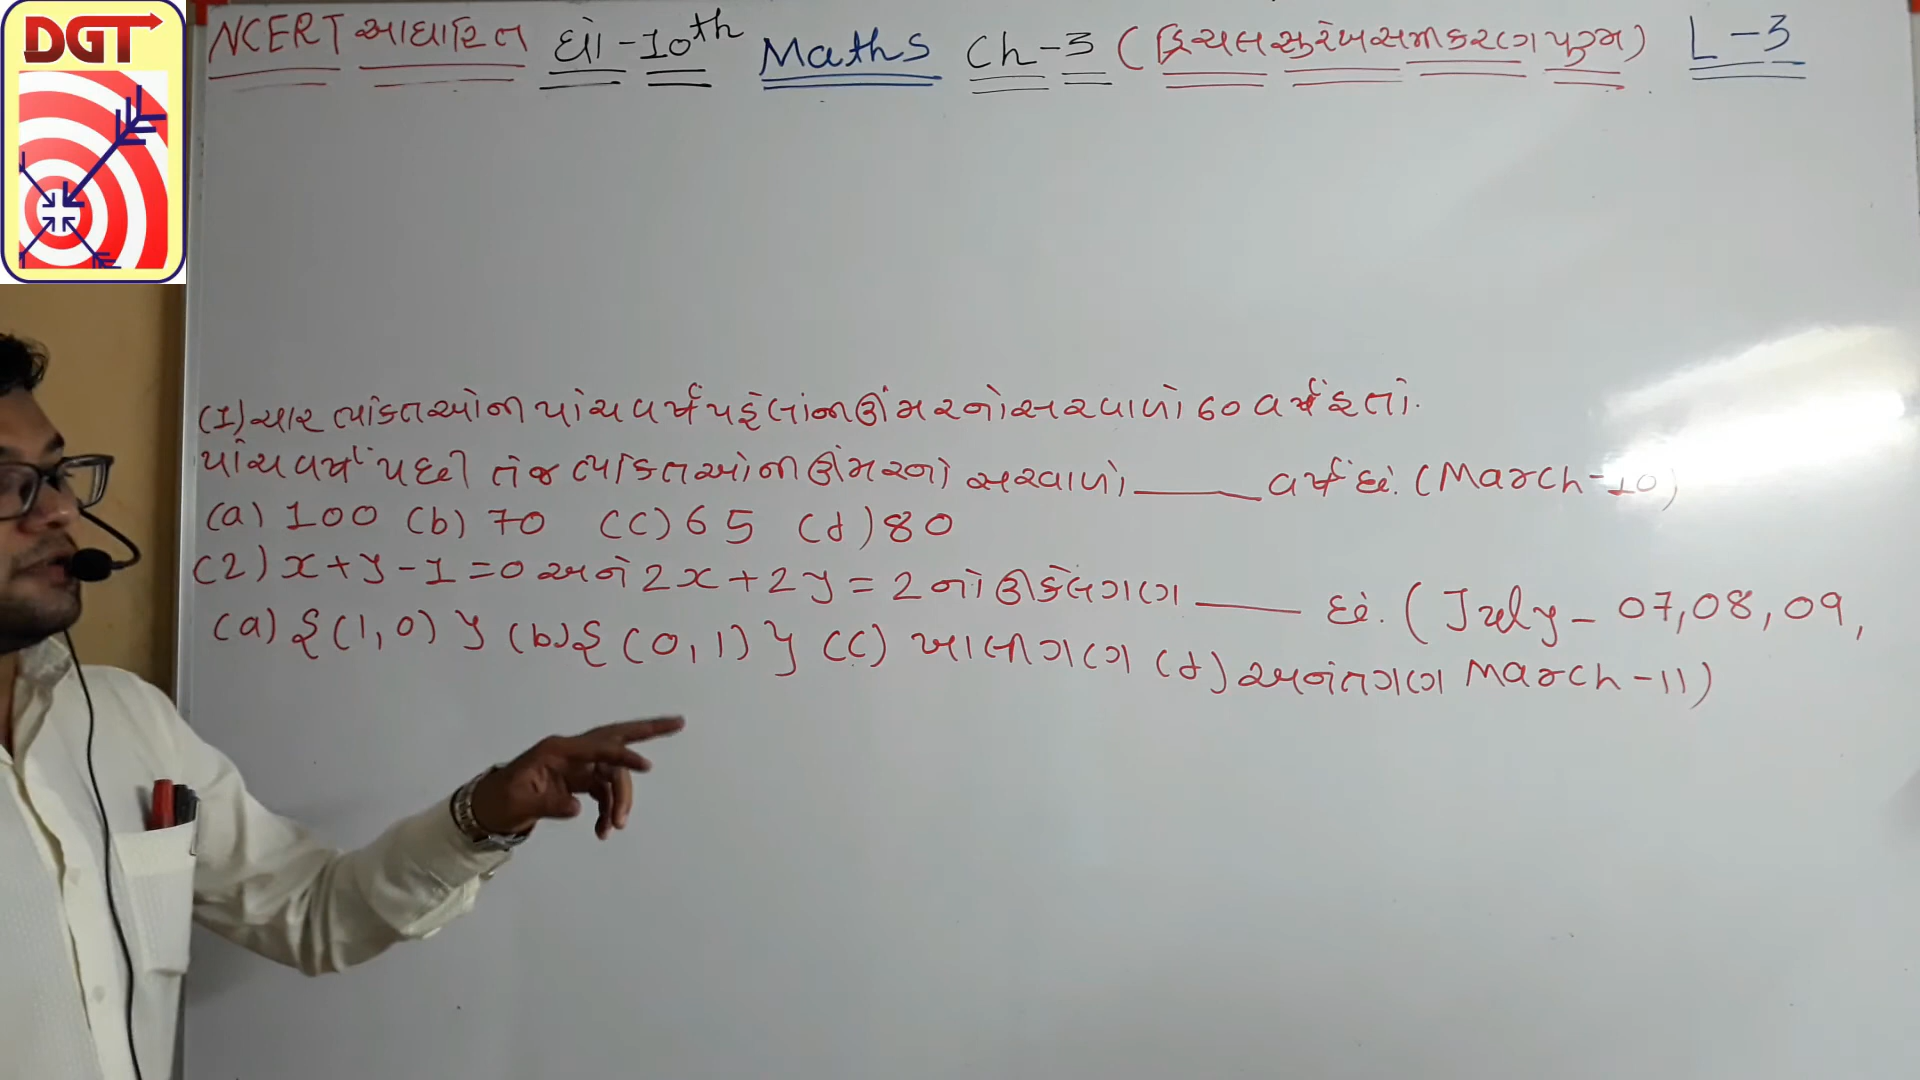 DGT
NCERT આધારિત ધો-10th Maths Ch-3 (દ્વિચલ સુરેખ સમીકરણ યુગ્મ) L-3
(1) ચાર વ્યક્તિઓની પાંચ વર્ષ પહેલાંની ઊંમરનો સરવાળો 60 વર્ષ હતો.
પાંચ વર્ષ પછી તે જ વ્યક્તિઓની ઊંમરનો સરવાળો ____ વર્ષ છે. (March-10)
(a) 100 (b) 70 (c) 65 (d) 80
(2) x+y-1=0 અને 2x+2y=2 નો ઊકેલગણ ____ છે. (July-07,08,09,
(a) {(1,0)} (b) {(0,1)} (c) ખાલીગણ (d) અનંતગણ March-11)